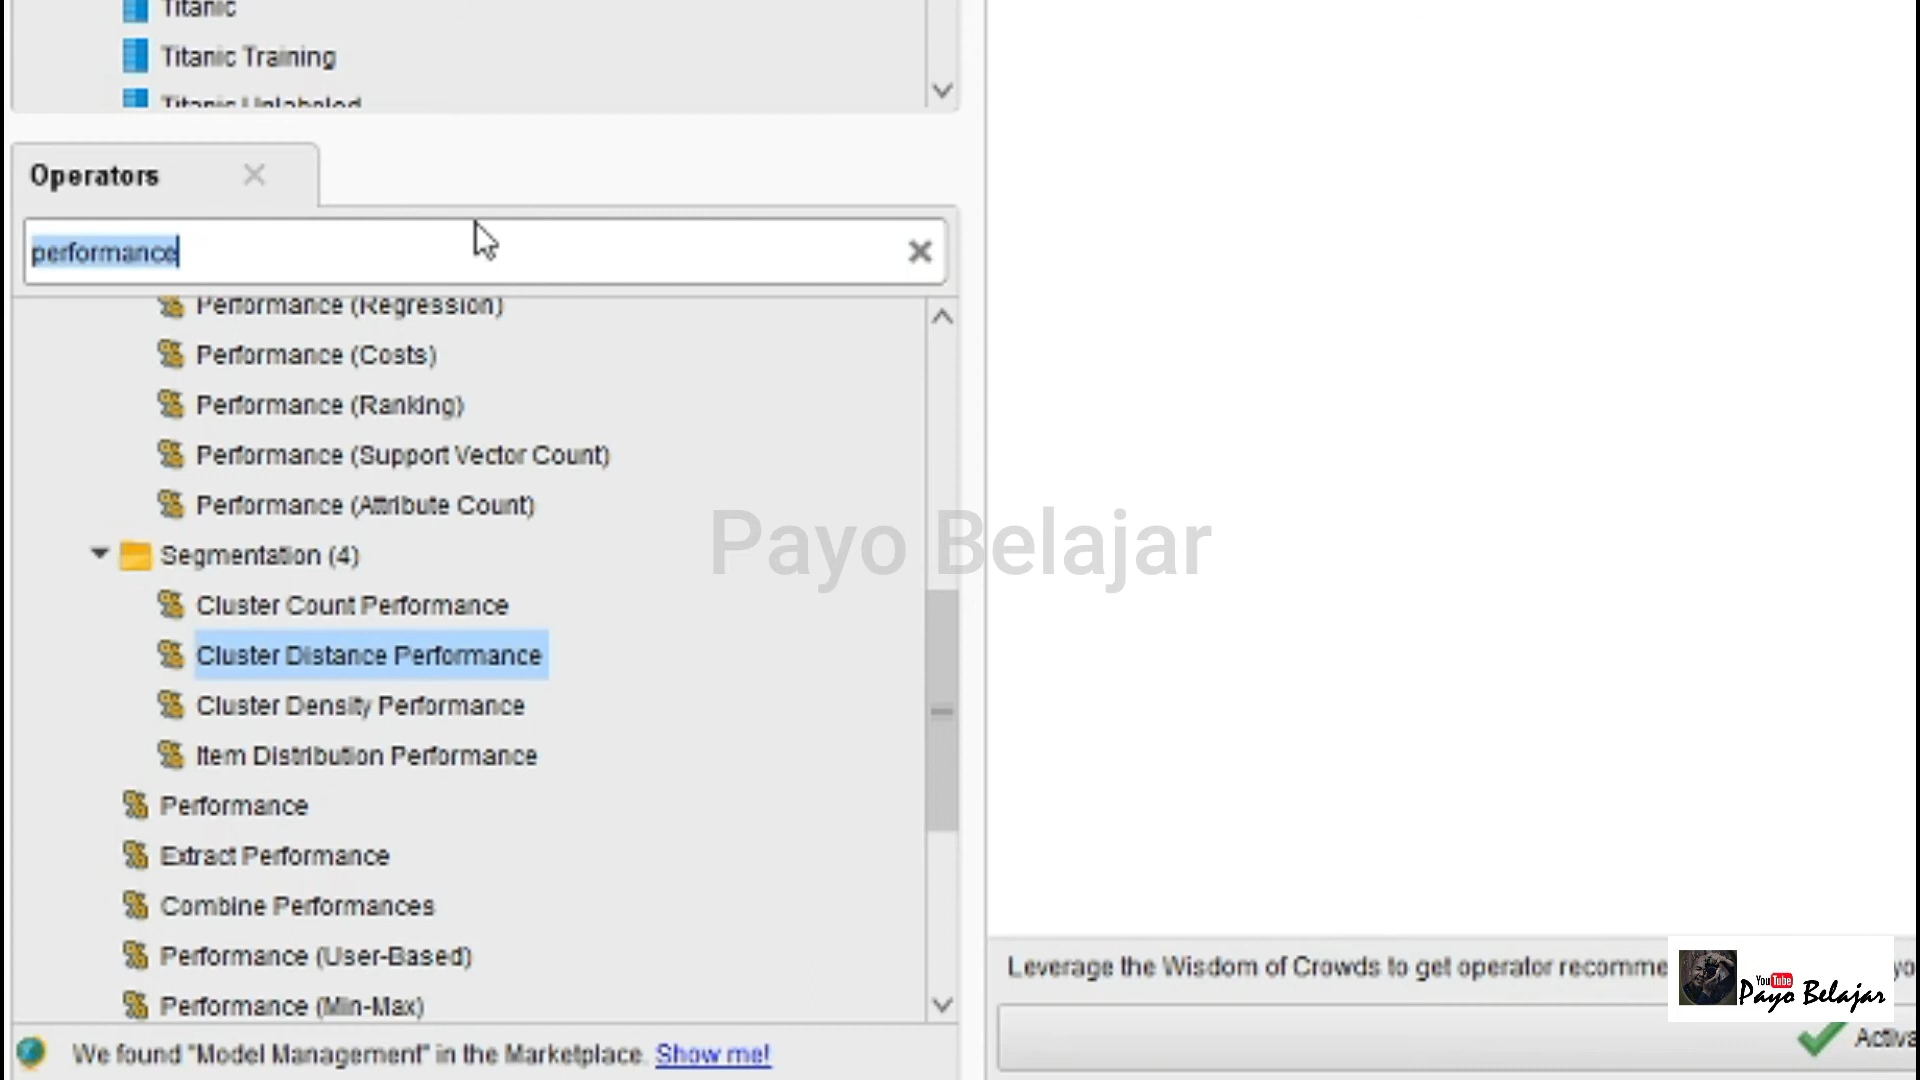 Titanic
Titanic Training
Titanic Unlabeled
Operators
performance
Performance (Regression)
Performance (Costs)
Performance (Ranking)
Performance (Support Vector Count)
Performance (Attribute Count)
Segmentation (4)
Cluster Count Performance
Cluster Distance Performance
Cluster Density Performance
Item Distribution Performance
Performance
Extract Performance
Combine Performances
Performance (User-Based)
Performance (Min-Max)
We found "Model Management" in the Marketplace. Show me!
Payo Belajar
Leverage the Wisdom of Crowds to get operator recomme
YouTube
Payo Belajar